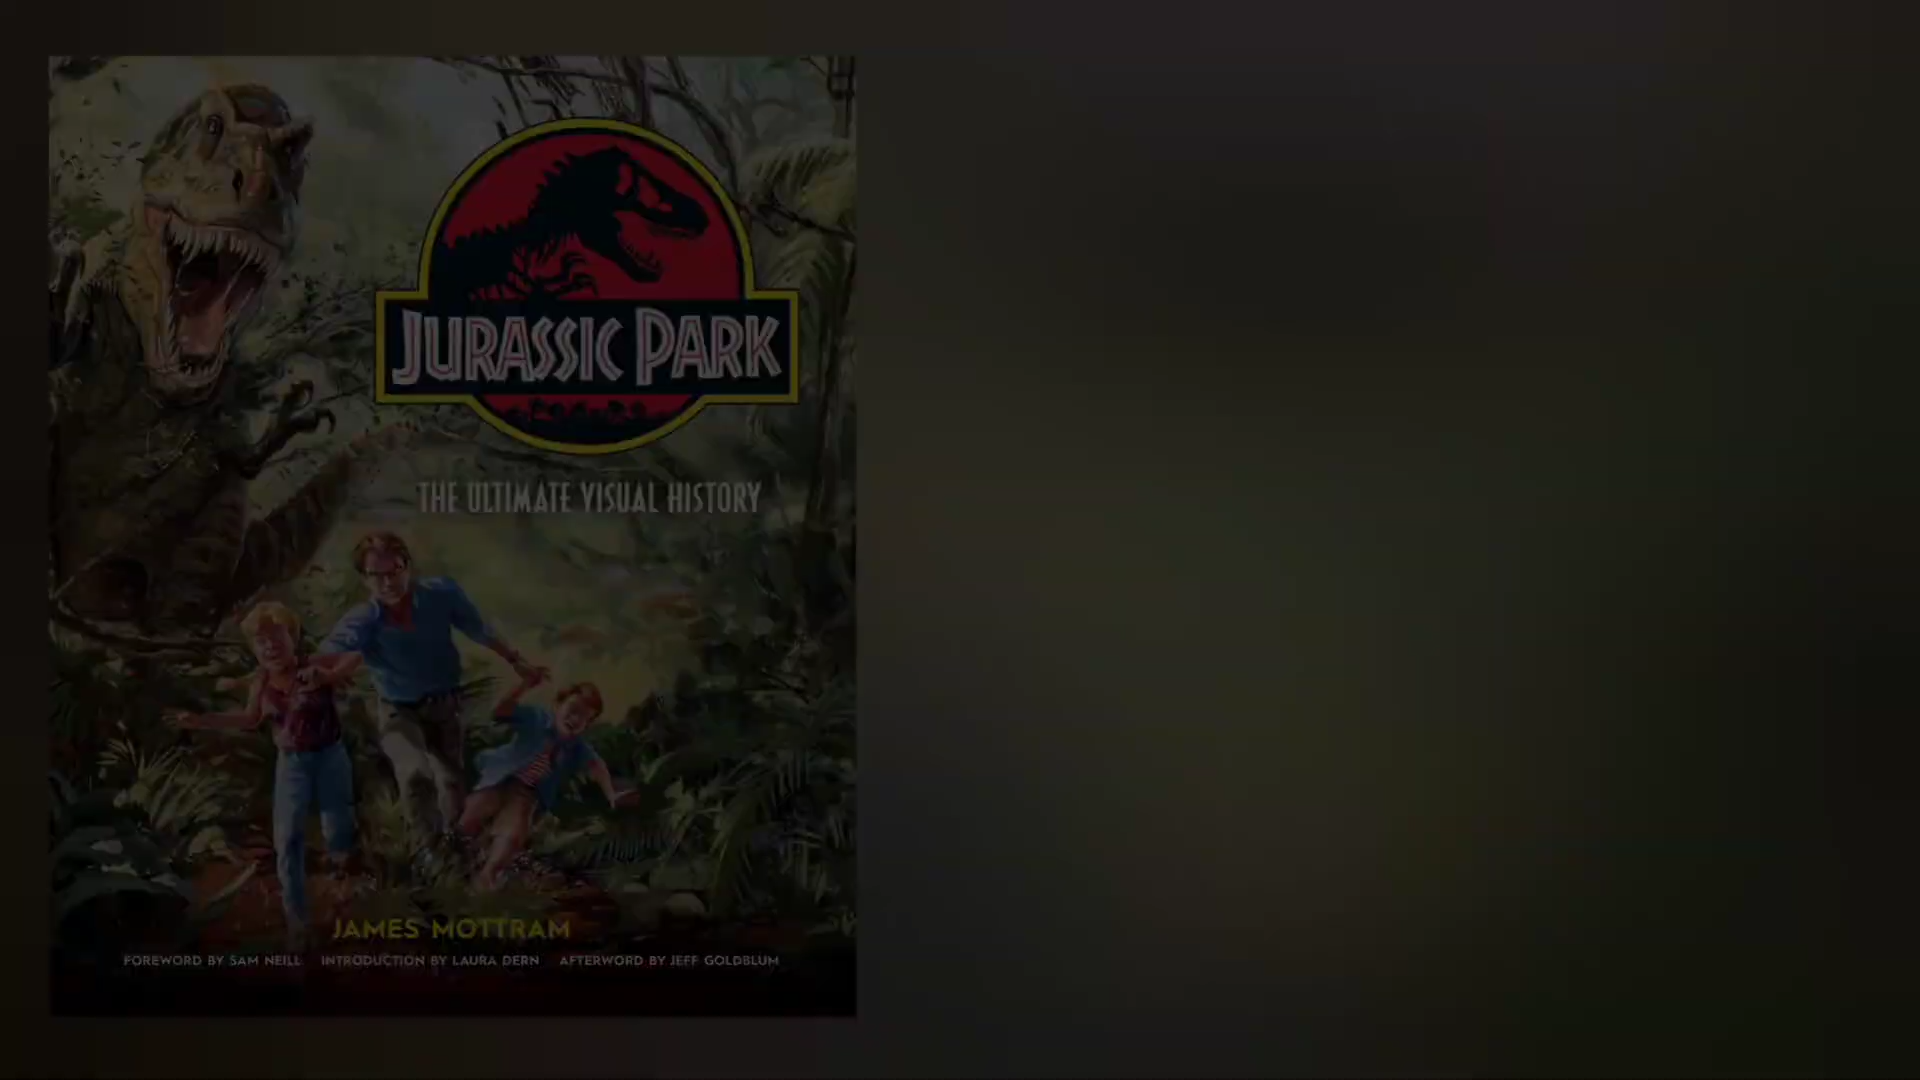 JURASSIC PARK
THE ULTIMATE VISUAL HISTORY
JAMES MOTTRAM
FOREWORD BY SAM NEILL INTRODUCTION BY LAURA DERN AFTERWORD BY JEFF GOLDBLUM